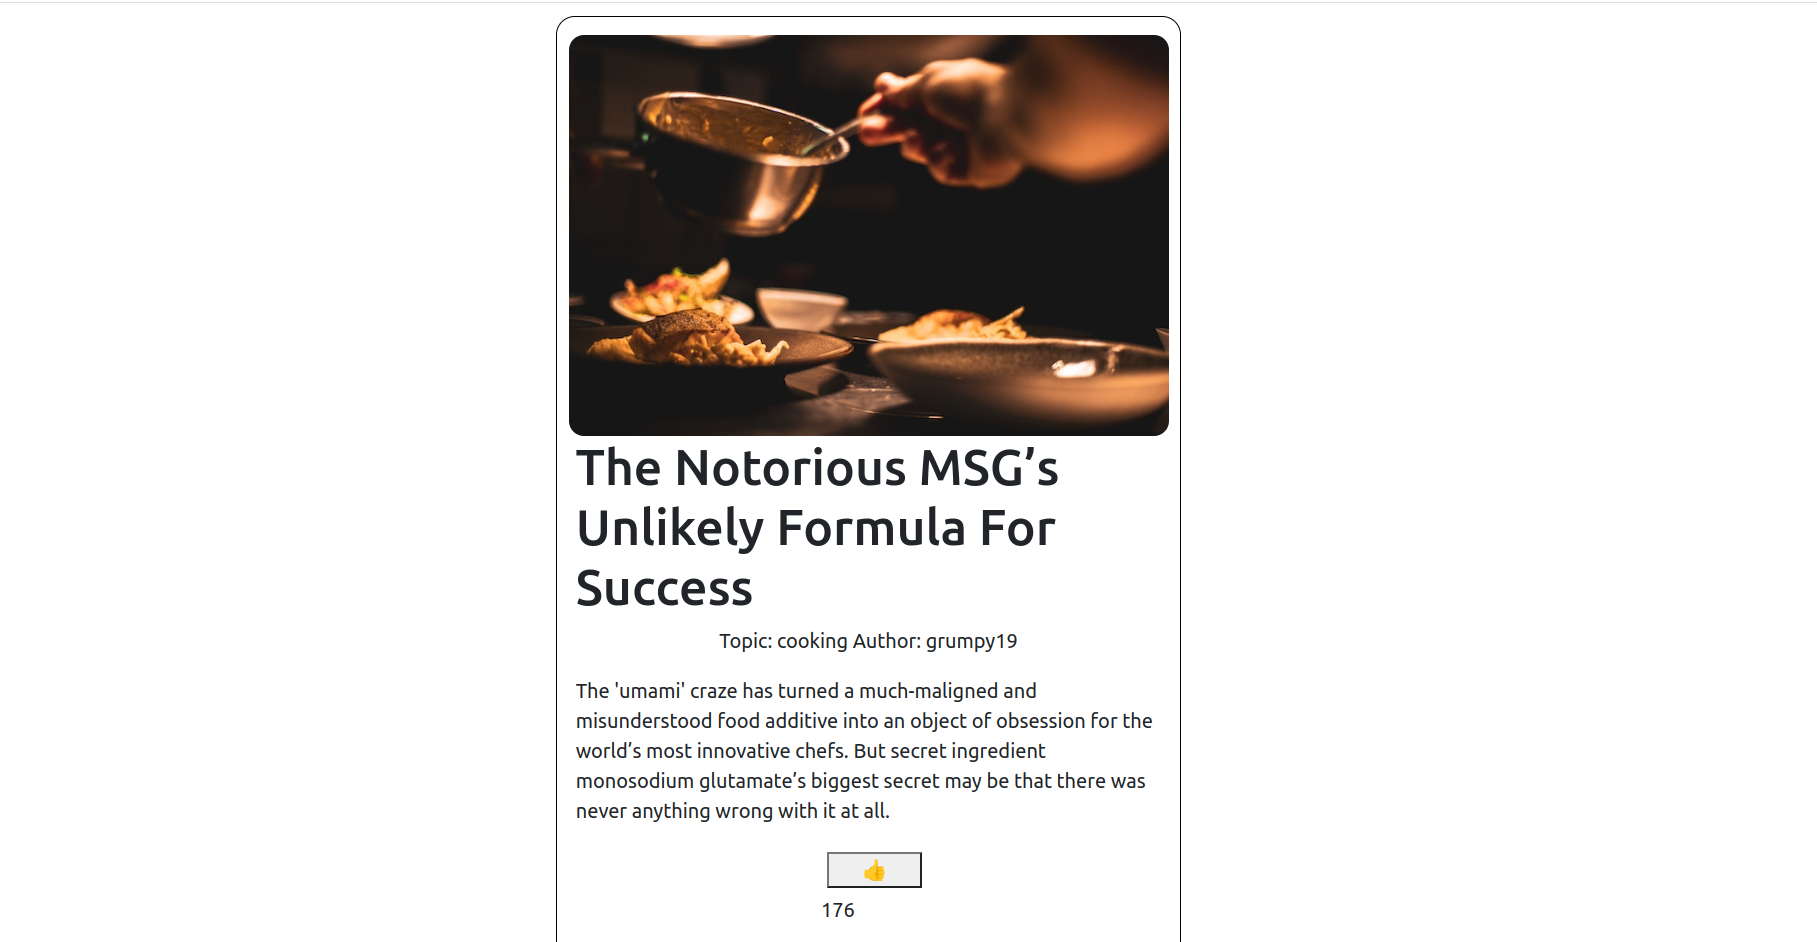 The Notorious MSG’s
Unlikely Formula For
Success
Topic: cooking Author: grumpy19
The 'umami' craze has turned a much-maligned and
misunderstood food additive into an object of obsession for the
world’s most innovative chefs. But secret ingredient
monosodium glutamate’s biggest secret may be that there was
never anything wrong with it at all.
👍
176